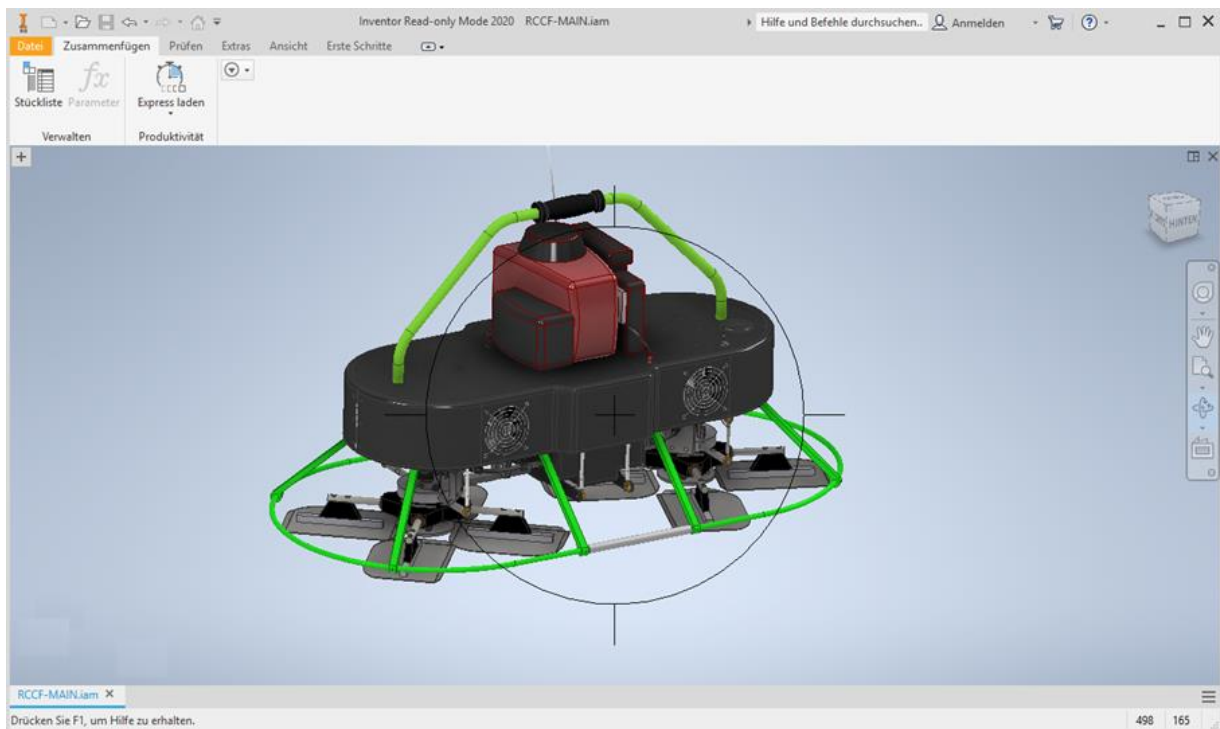 Inventor Read-only Mode 2020 RCCF-MAIN.iam
Hilfe und Befehle durchsuchen..
Anmelden
Datei Zusammenfügen Prüfen Extras Ansicht Erste Schritte
Stückliste Parameter Express laden
Verwalten Produktivität
HINTEN
RCCF-MAIN.iam
Drücken Sie F1, um Hilfe zu erhalten.
498 165